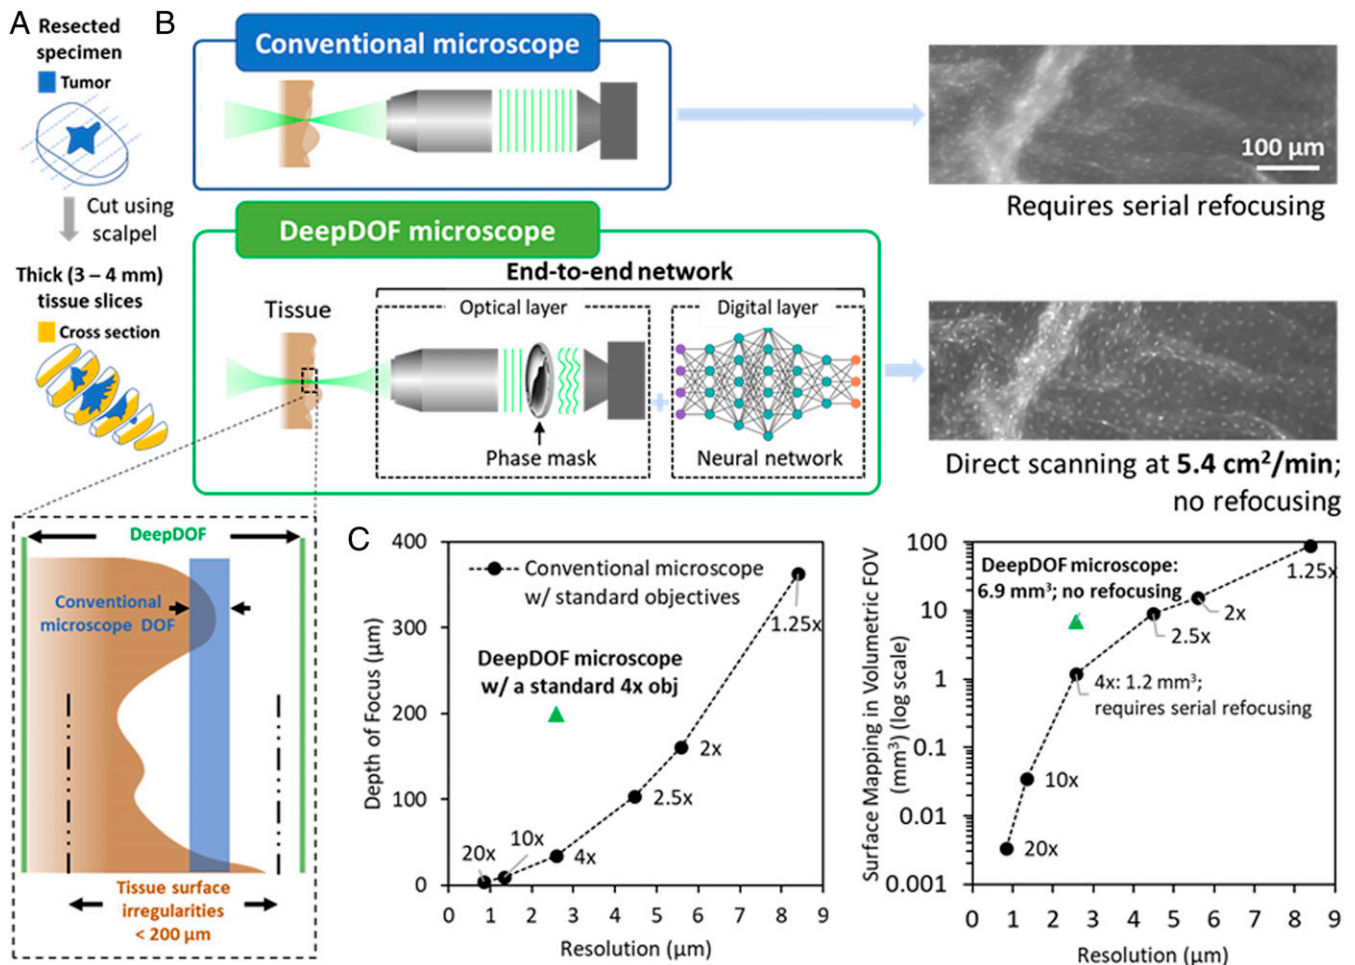 A
Resected
specimen
Tumor
Cut using
scalpel
Thick (3 – 4 mm)
tissue slices
Cross section
B
Conventional microscope
100 µm
Requires serial refocusing
DeepDOF microscope
End-to-end network
Tissue
Optical layer
Digital layer
+
Phase mask
Neural network
Direct scanning at 5.4 cm²/min;
no refocusing
DeepDOF
Conventional
microscope DOF
Tissue surface
irregularities
< 200 µm
C
400
300
200
100
0
Depth of Focus (µm)
Conventional microscope
w/ standard objectives
DeepDOF microscope
w/ a standard 4x obj
20x
10x
4x
2.5x
2x
1.25x
0 1 2 3 4 5 6 7 8 9
Resolution (µm)
Surface Mapping in Volumetric FOV
(mm³) (log scale)
100
10
1
0.1
0.01
0.001
DeepDOF microscope:
6.9 mm³; no refocusing
1.25x
2x
2.5x
4x: 1.2 mm³;
requires serial refocusing
10x
20x
0 1 2 3 4 5 6 7 8 9
Resolution (µm)